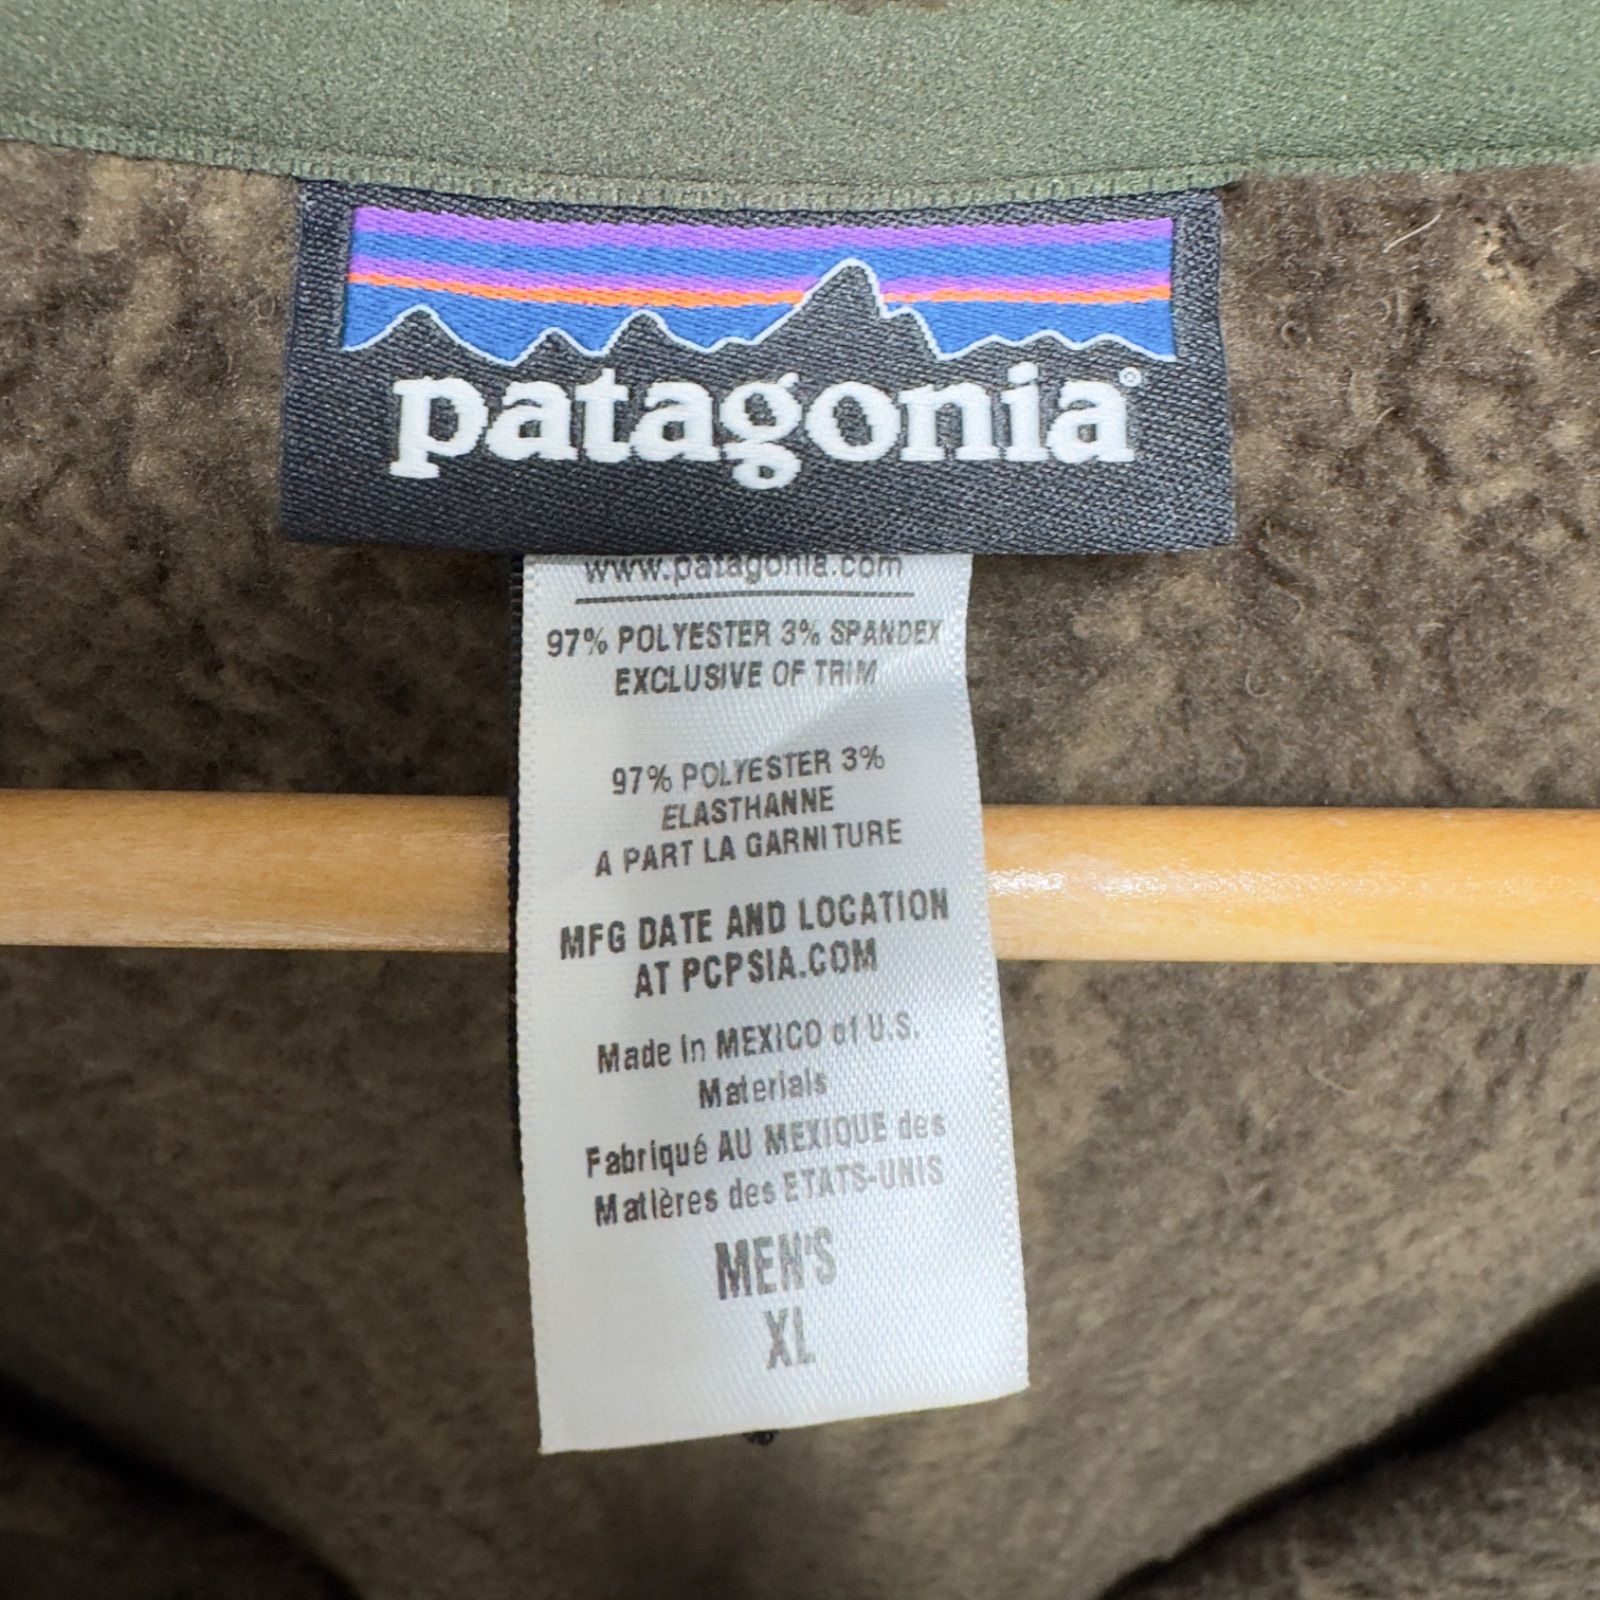 patagonia®
www.patagonia.com
97% POLYESTER 3% SPANDEX
EXCLUSIVE OF TRIM
97% POLYESTER 3%
ELASTHANNE
A PART LA GARNITURE
MFG DATE AND LOCATION
AT PCPSIA.COM
Made in MEXICO of U.S.
Materials
Fabriqué AU MEXIQUE des
Matières des ETATS-UNIS
MEN'S
XL